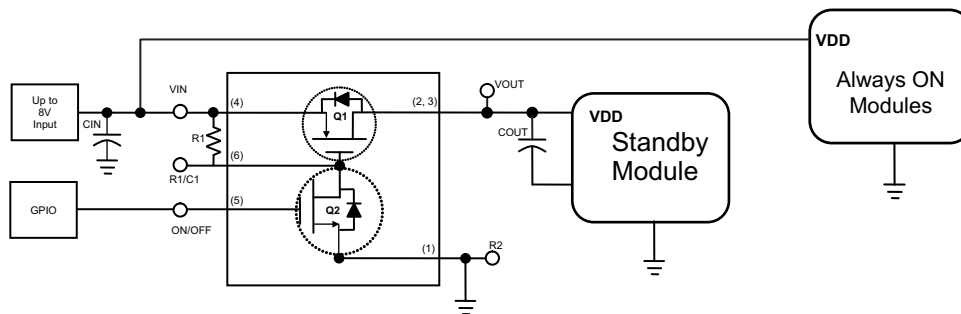 VDD
Always ON
Modules
Up to
8V
Input
CIN
VIN
(4)
Q1
(2, 3)
VOUT
COUT
VDD
Standby
Module
R1
(6)
R1/C1
GPIO
ON/OFF
(5)
Q2
(1)
R2